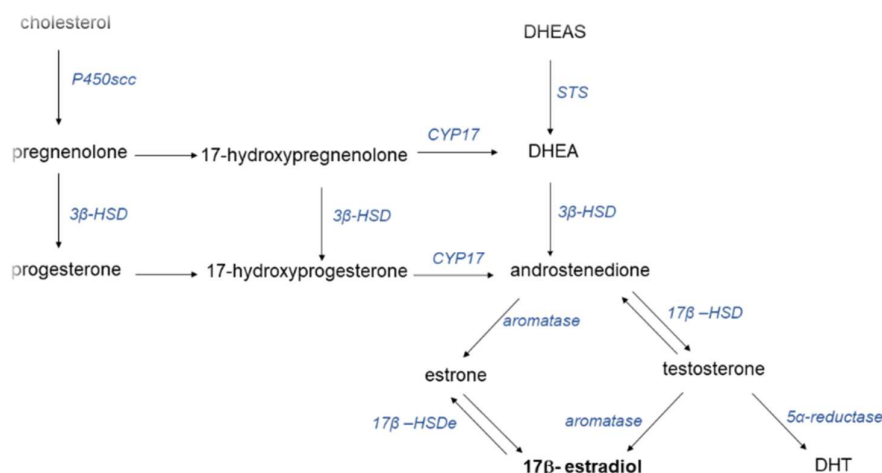 cholesterol
DHEAS
P450scc
STS
pregnenolone
17-hydroxypregnenolone
CYP17
DHEA
3β-HSD
3β-HSD
3β-HSD
progesterone
17-hydroxyprogesterone
CYP17
androstenedione
aromatase
17β –HSD
estrone
testosterone
17β –HSDe
aromatase
5α-reductase
17β- estradiol
DHT